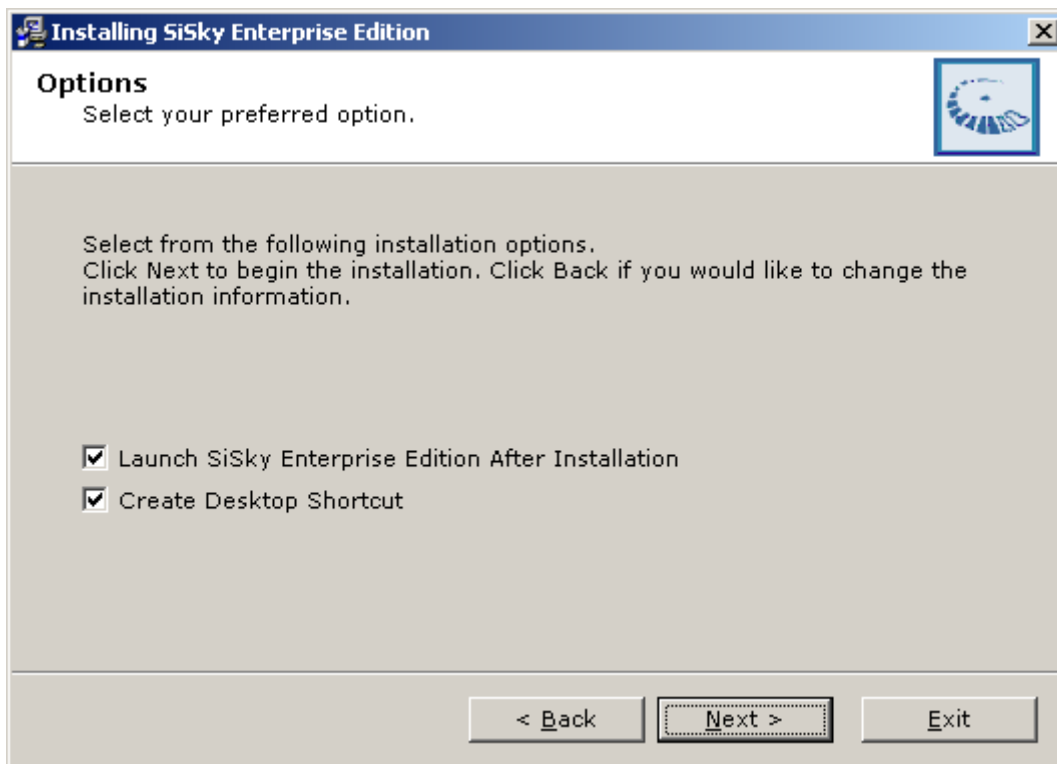 Installing SiSky Enterprise Edition
Options
Select your preferred option.
Select from the following installation options.
Click Next to begin the installation. Click Back if you would like to change the
installation information.
Launch SiSky Enterprise Edition After Installation
Create Desktop Shortcut
< Back
Next >
Exit